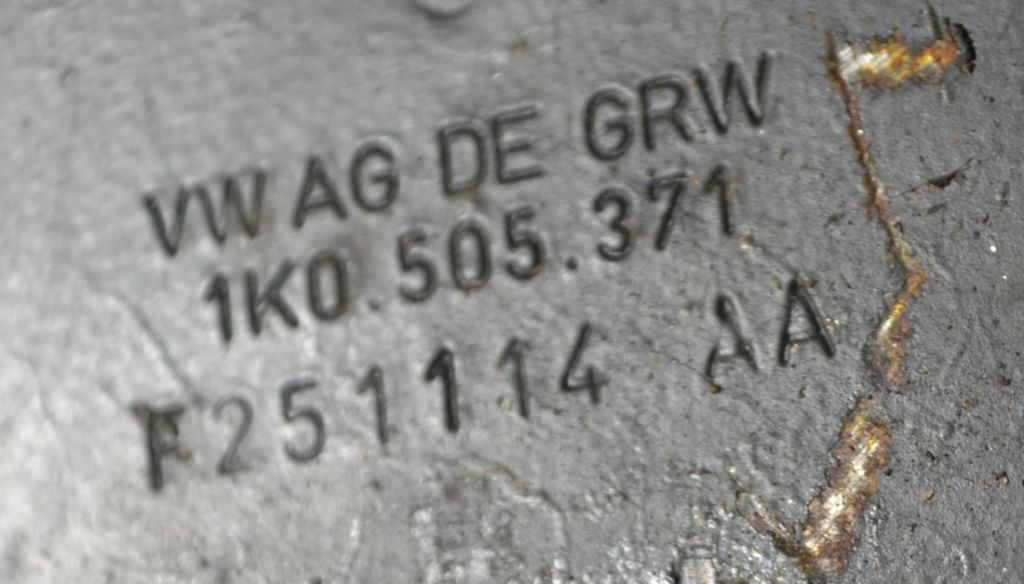 VW AG DE GRW
1K0.505.371
F251114 AA